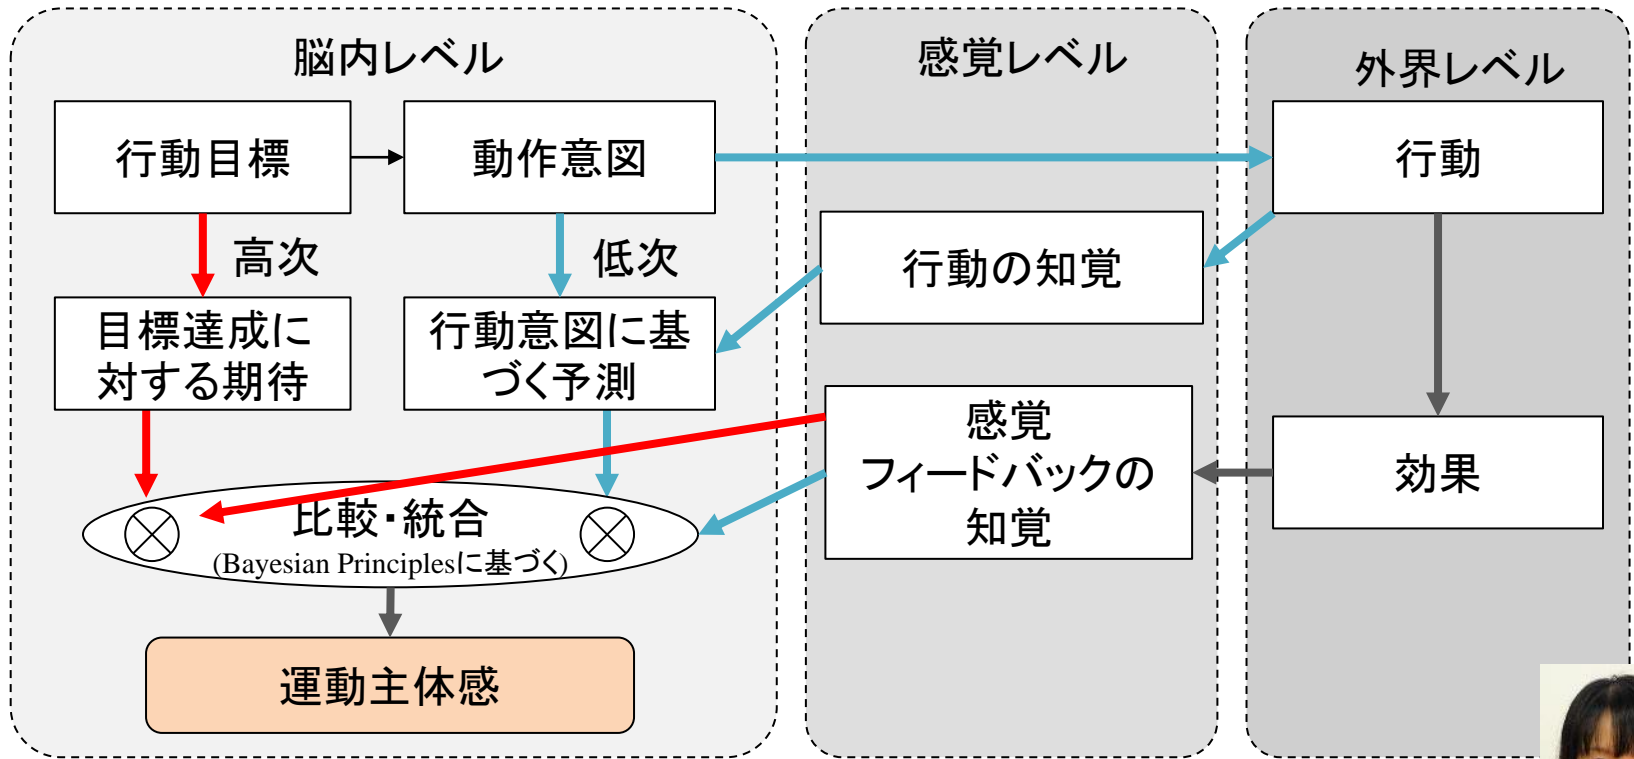 脳内レベル
感覚レベル
外界レベル
行動目標
動作意図
行動
高次
低次
行動の知覚
目標達成に
対する期待
行動意図に基
づく予測
感覚
フィードバックの
知覚
効果
比較・統合
(Bayesian Principlesに基づく)
運動主体感